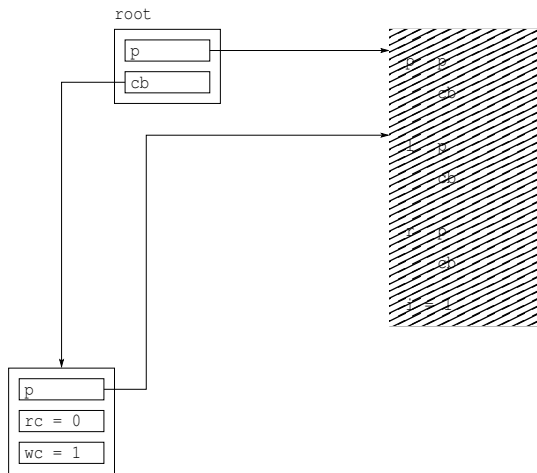 root
p
cb
p p
cb
l p
cb
r p
cb
i = 1
p
rc = 0
wc = 1